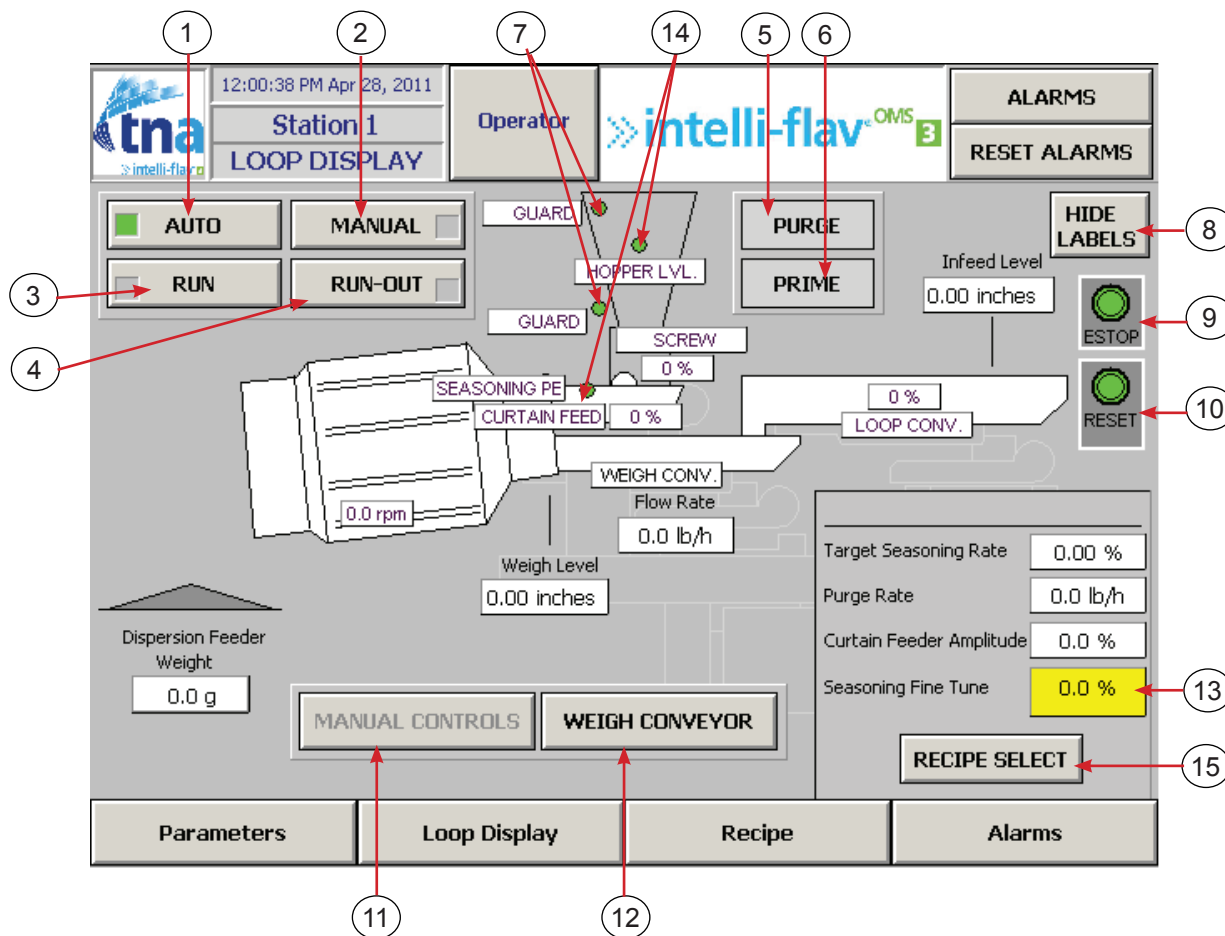 1
2
7
14
5
6
12:00:38 PM Apr 28, 2011
Station 1
LOOP DISPLAY
tna
intelli-flav
Operator
intelli-flav OMS 3
ALARMS
RESET ALARMS
AUTO
MANUAL
RUN
RUN-OUT
3
4
GUARD
HOPPER LVL.
GUARD
SCREW
0 %
SEASONING PE
CURTAIN FEED
0 %
PURGE
PRIME
HIDE
LABELS
8
Infeed Level
0.00 inches
ESTOP
9
RESET
10
0 %
LOOP CONV.
WEIGH CONV.
Flow Rate
0.0 lb/h
0.0 rpm
Weigh Level
0.00 inches
Dispersion Feeder
Weight
0.0 g
Target Seasoning Rate
0.00 %
Purge Rate
0.0 lb/h
Curtain Feeder Amplitude
0.0 %
Seasoning Fine Tune
0.0 %
13
MANUAL CONTROLS
WEIGH CONVEYOR
RECIPE SELECT
15
Parameters
Loop Display
Recipe
Alarms
11
12